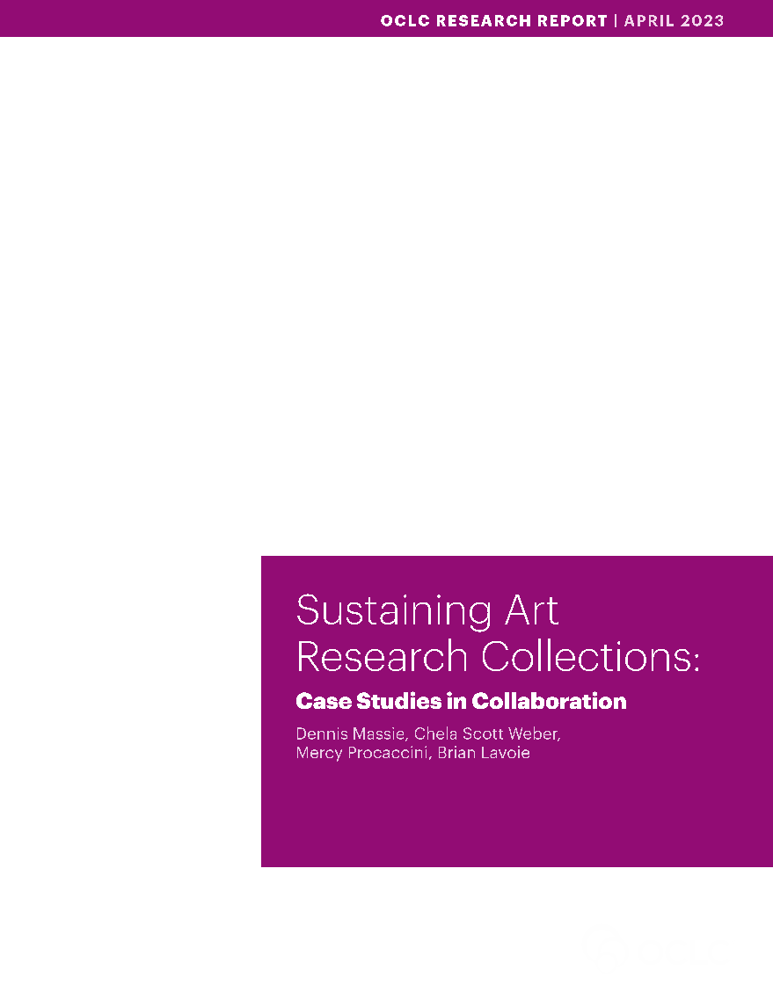 OCLC RESEARCH REPORT | APRIL 2023
Sustaining Art
Research Collections:
Case Studies in Collaboration
Dennis Massie, Chela Scott Weber,
Mercy Procaccini, Brian Lavoie